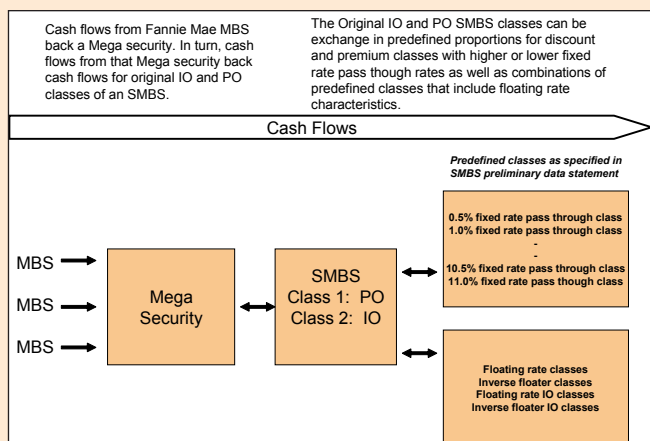 Cash flows from Fannie Mae MBS
back a Mega security. In turn, cash
flows from that Mega security back
cash flows for original IO and PO
classes of an SMBS.
The Original IO and PO SMBS classes can be
exchange in predefined proportions for discount
and premium classes with higher or lower fixed
rate pass though rates as well as combinations of
predefined classes that include floating rate
characteristics.
Cash Flows
Predefined classes as specified in
SMBS preliminary data statement
0.5% fixed rate pass through class
1.0% fixed rate pass through class
-
-
10.5% fixed rate pass through class
11.0% fixed rate pass though class
MBS
MBS
MBS
Mega
Security
SMBS
Class 1: PO
Class 2: IO
Floating rate classes
Inverse floater classes
Floating rate IO classes
Inverse floater IO classes